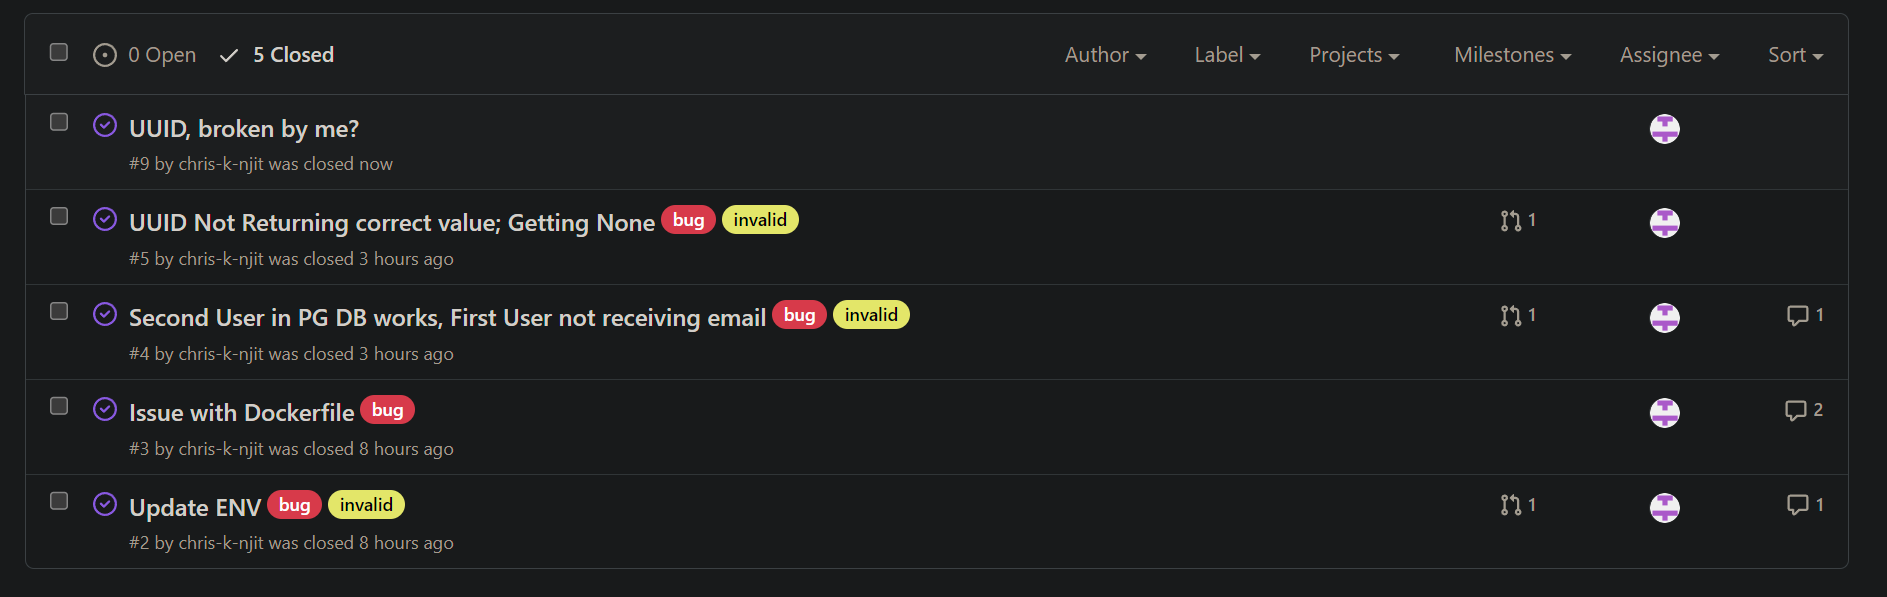 0 Open 5 Closed Author Label Projects Milestones Assignee Sort
UUID, broken by me?
#9 by chris-k-njit was closed now
UUID Not Returning correct value; Getting None bug invalid 1
#5 by chris-k-njit was closed 3 hours ago
Second User in PG DB works, First User not receiving email bug invalid 1 1
#4 by chris-k-njit was closed 3 hours ago
Issue with Dockerfile bug 2
#3 by chris-k-njit was closed 8 hours ago
Update ENV bug invalid 1 1
#2 by chris-k-njit was closed 8 hours ago